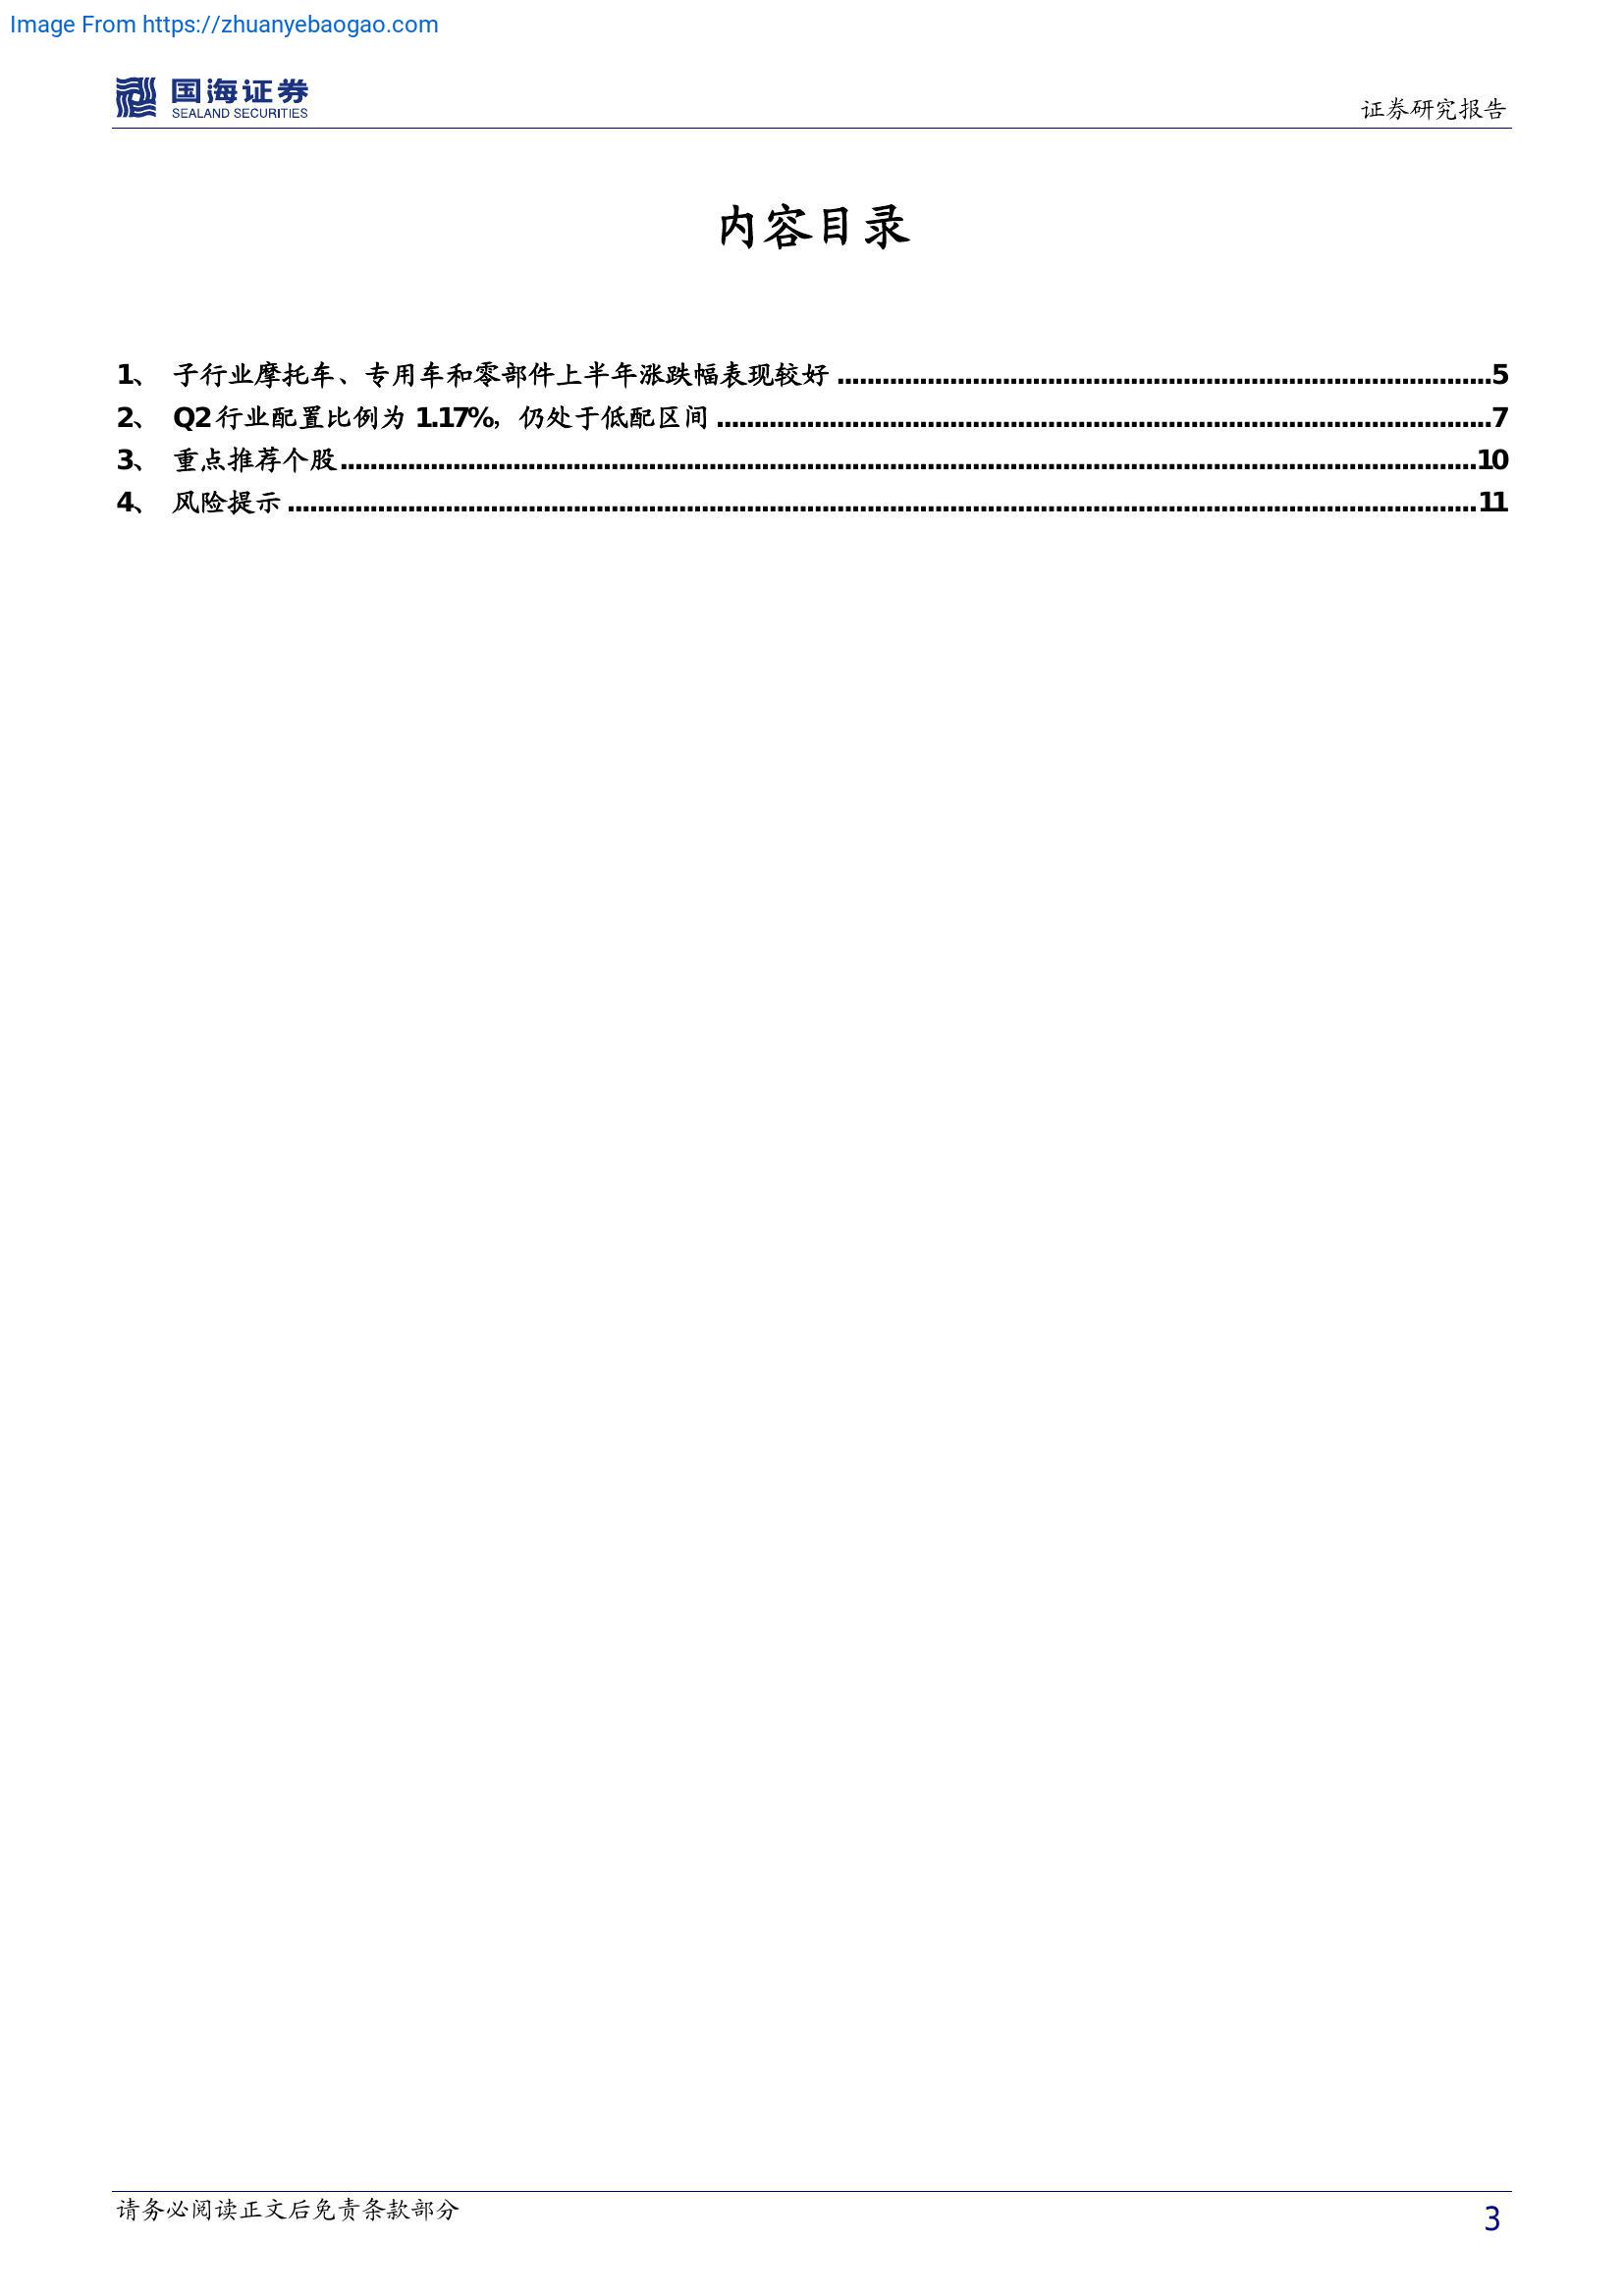 Image From https://zhuanyebaogao.com
国海证券
SEALAND SECURITIES
证券研究报告
内容目录
1、 子行业摩托车、专用车和零部件上半年涨跌幅表现较好 ........................................................................................5
2、 Q2行业配置比例为 1.17%，仍处于低配区间 ........................................................................................................7
3、 重点推荐个股........................................................................................................................................................10
4、 风险提示 ...............................................................................................................................................................11
请务必阅读正文后免责条款部分
3